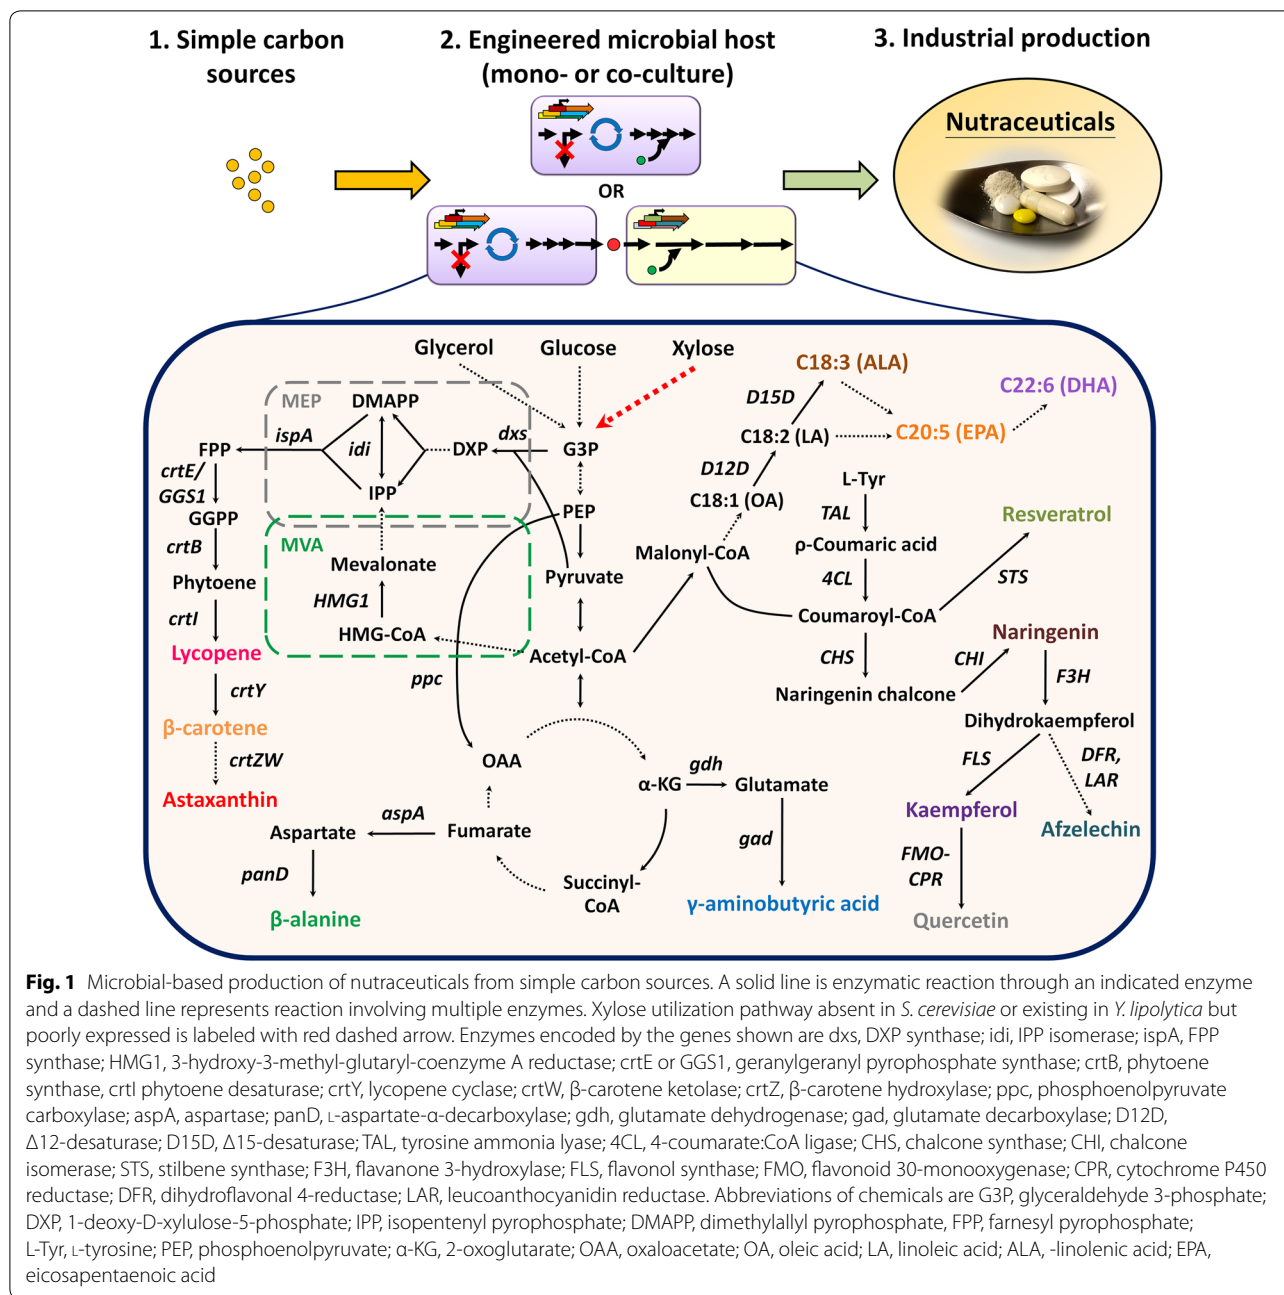 1. Simple carbon
sources
2. Engineered microbial host
(mono- or co-culture)
3. Industrial production
Nutraceuticals
OR
Glycerol
Glucose
Xylose
C18:3 (ALA)
C22:6 (DHA)
MEP
DMAPP
D15D
FPP
ispA
idi
DXP
dxs
G3P
C18:2 (LA)
C20:5 (EPA)
crtE/
GGS1
IPP
D12D
L-Tyr
C18:1 (OA)
GGPP
PEP
TAL
Resveratrol
crtB
MVA
Malonyl-CoA
ρ-Coumaric acid
Phytoene
Mevalonate
Pyruvate
4CL
STS
HMG1
crtI
HMG-CoA
Coumaroyl-CoA
Naringenin
Lycopene
Acetyl-CoA
CHS
CHI
ppc
F3H
crtY
Naringenin chalcone
β-carotene
Dihydrokaempferol
crtZW
OAA
gdh
FLS
DFR,
LAR
Astaxanthin
α-KG
Glutamate
Kaempferol
aspA
Aspartate
Fumarate
gad
Afzelechin
panD
FMO-
CPR
Succinyl-
CoA
β-alanine
γ-aminobutyric acid
Quercetin
Fig. 1 Microbial-based production of nutraceuticals from simple carbon sources. A solid line is enzymatic reaction through an indicated enzyme
and a dashed line represents reaction involving multiple enzymes. Xylose utilization pathway absent in S. cerevisiae or existing in Y. lipolytica but
poorly expressed is labeled with red dashed arrow. Enzymes encoded by the genes shown are dxs, DXP synthase; idi, IPP isomerase; ispA, FPP
synthase; HMG1, 3-hydroxy-3-methyl-glutaryl-coenzyme A reductase; crtE or GGS1, geranylgeranyl pyrophosphate synthase; crtB, phytoene
synthase, crtI phytoene desaturase; crtY, lycopene cyclase; crtW, β-carotene ketolase; crtZ, β-carotene hydroxylase; ppc, phosphoenolpyruvate
carboxylase; aspA, aspartase; panD, L-aspartate-α-decarboxylase; gdh, glutamate dehydrogenase; gad, glutamate decarboxylase; D12D,
Δ12-desaturase; D15D, Δ15-desaturase; TAL, tyrosine ammonia lyase; 4CL, 4-coumarate:CoA ligase; CHS, chalcone synthase; CHI, chalcone
isomerase; STS, stilbene synthase; F3H, flavanone 3-hydroxylase; FLS, flavonol synthase; FMO, flavonoid 30-monooxygenase; CPR, cytochrome P450
reductase; DFR, dihydroflavonal 4-reductase; LAR, leucoanthocyanidin reductase. Abbreviations of chemicals are G3P, glyceraldehyde 3-phosphate;
DXP, 1-deoxy-D-xylulose-5-phosphate; IPP, isopentenyl pyrophosphate; DMAPP, dimethylallyl pyrophosphate, FPP, farnesyl pyrophosphate;
L-Tyr, L-tyrosine; PEP, phosphoenolpyruvate; α-KG, 2-oxoglutarate; OAA, oxaloacetate; OA, oleic acid; LA, linoleic acid; ALA, -linolenic acid; EPA,
eicosapentaenoic acid